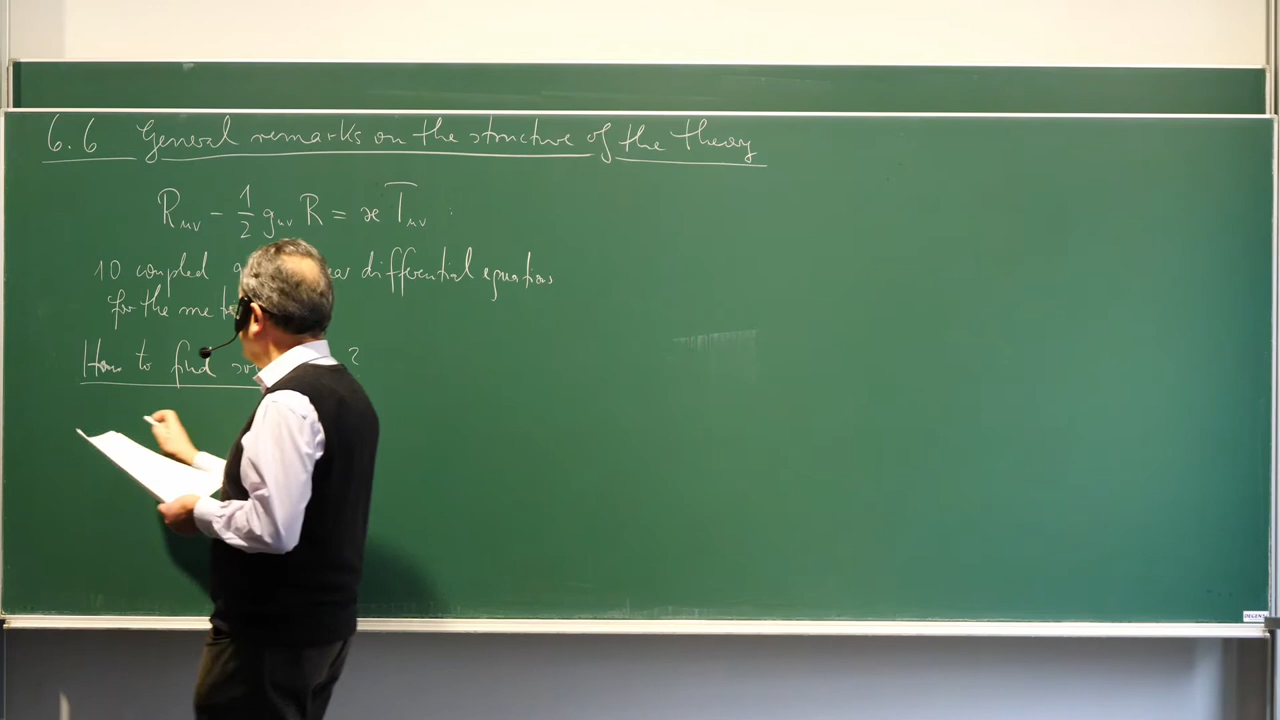 6.6 General remarks on the structure of the theory
R_μν - 1/2 g_μν R = ϰ T_μν :
10 coupled differential equations
for the
How to find ?